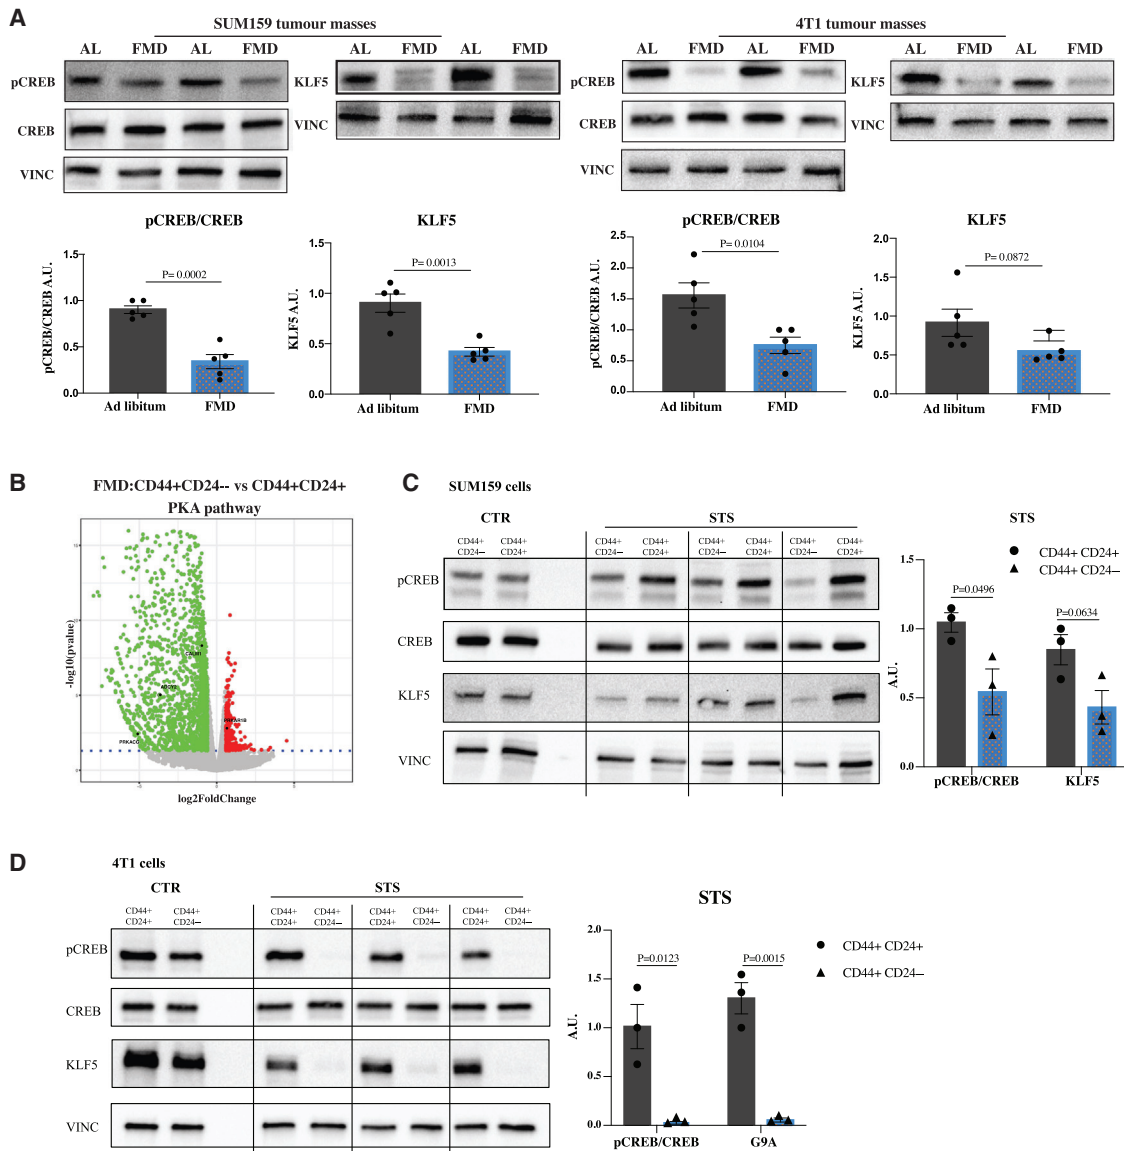 A
SUM159 tumour masses
4T1 tumour masses
AL FMD AL FMD
AL FMD AL FMD
AL FMD AL FMD
AL FMD AL FMD
pCREB
KLF5
pCREB
KLF5
CREB
VINC
CREB
VINC
VINC
VINC
pCREB/CREB
KLF5
pCREB/CREB
KLF5
pCREB/CREB A.U.
1.5
1.0
0.5
0.0
P= 0.0002
Ad libitum FMD
KLF5 A.U.
1.5
1.0
0.5
0.0
P= 0.0013
Ad libitum FMD
pCREB/CREB A.U.
2.5
2.0
1.5
1.0
0.5
0.0
P= 0.0104
Ad libitum FMD
KLF5 A.U.
2.0
1.5
1.0
0.5
0.0
P= 0.0872
Ad libitum FMD
B
FMD:CD44+CD24-- vs CD44+CD24+
PKA pathway
-log10(pvalue)
CALM1
ADCY2
PRKAR1B
PRKACG
log2FoldChange
C
SUM159 cells
CTR
STS
CD44+ CD44+ CD44+ CD44+ CD44+ CD44+ CD44+ CD44+
CD24– CD24+ CD24– CD24+ CD24– CD24+ CD24– CD24+
pCREB
CREB
KLF5
VINC
STS
CD44+ CD24+
CD44+ CD24–
A.U.
1.5
1.0
0.5
0.0
P=0.0496
P=0.0634
pCREB/CREB KLF5
D
4T1 cells
CTR
STS
CD44+ CD44+ CD44+ CD44+ CD44+ CD44+ CD44+ CD44+
CD24+ CD24– CD24+ CD24– CD24+ CD24– CD24+ CD24–
pCREB
CREB
KLF5
VINC
STS
CD44+ CD24+
CD44+ CD24–
A.U.
2.0
1.5
1.0
0.5
0.0
P=0.0123
P=0.0015
pCREB/CREB G9A